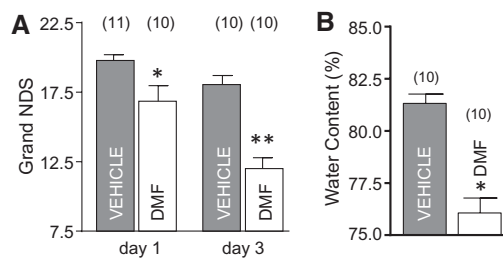 A
Grand NDS
22.5
17.5
12.5
7.5
(11) (10) (10) (10)
* **
VEHICLE DMF VEHICLE DMF
day 1 day 3
B
Water Content (%)
85.0
82.5
80.0
77.5
75.0
(10) (10)
VEHICLE * DMF